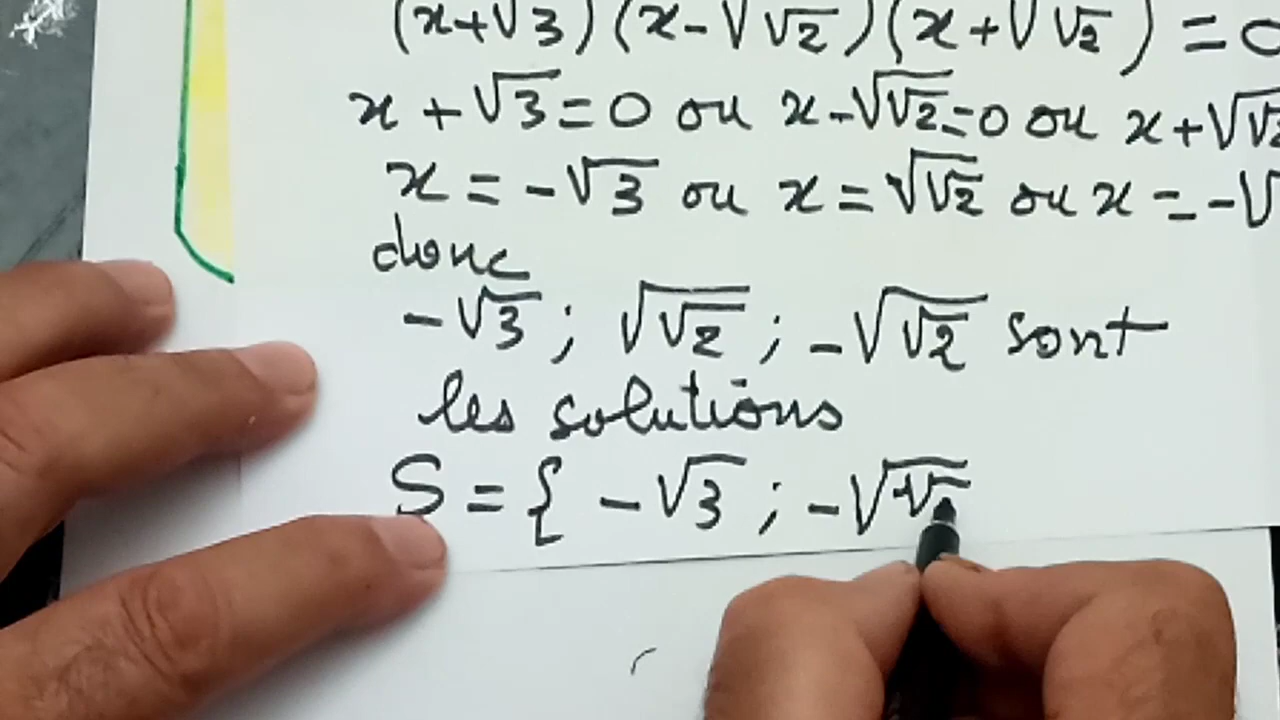 (x+√3)(x-√√2)(x+√√2)=0
x+√3=0 ou x-√√2=0 ou x+√√2
x=-√3 ou x=√√2 ou x=-√
donc
-√3; √√2; -√√2 sont
les solutions
S={-√3; -√√